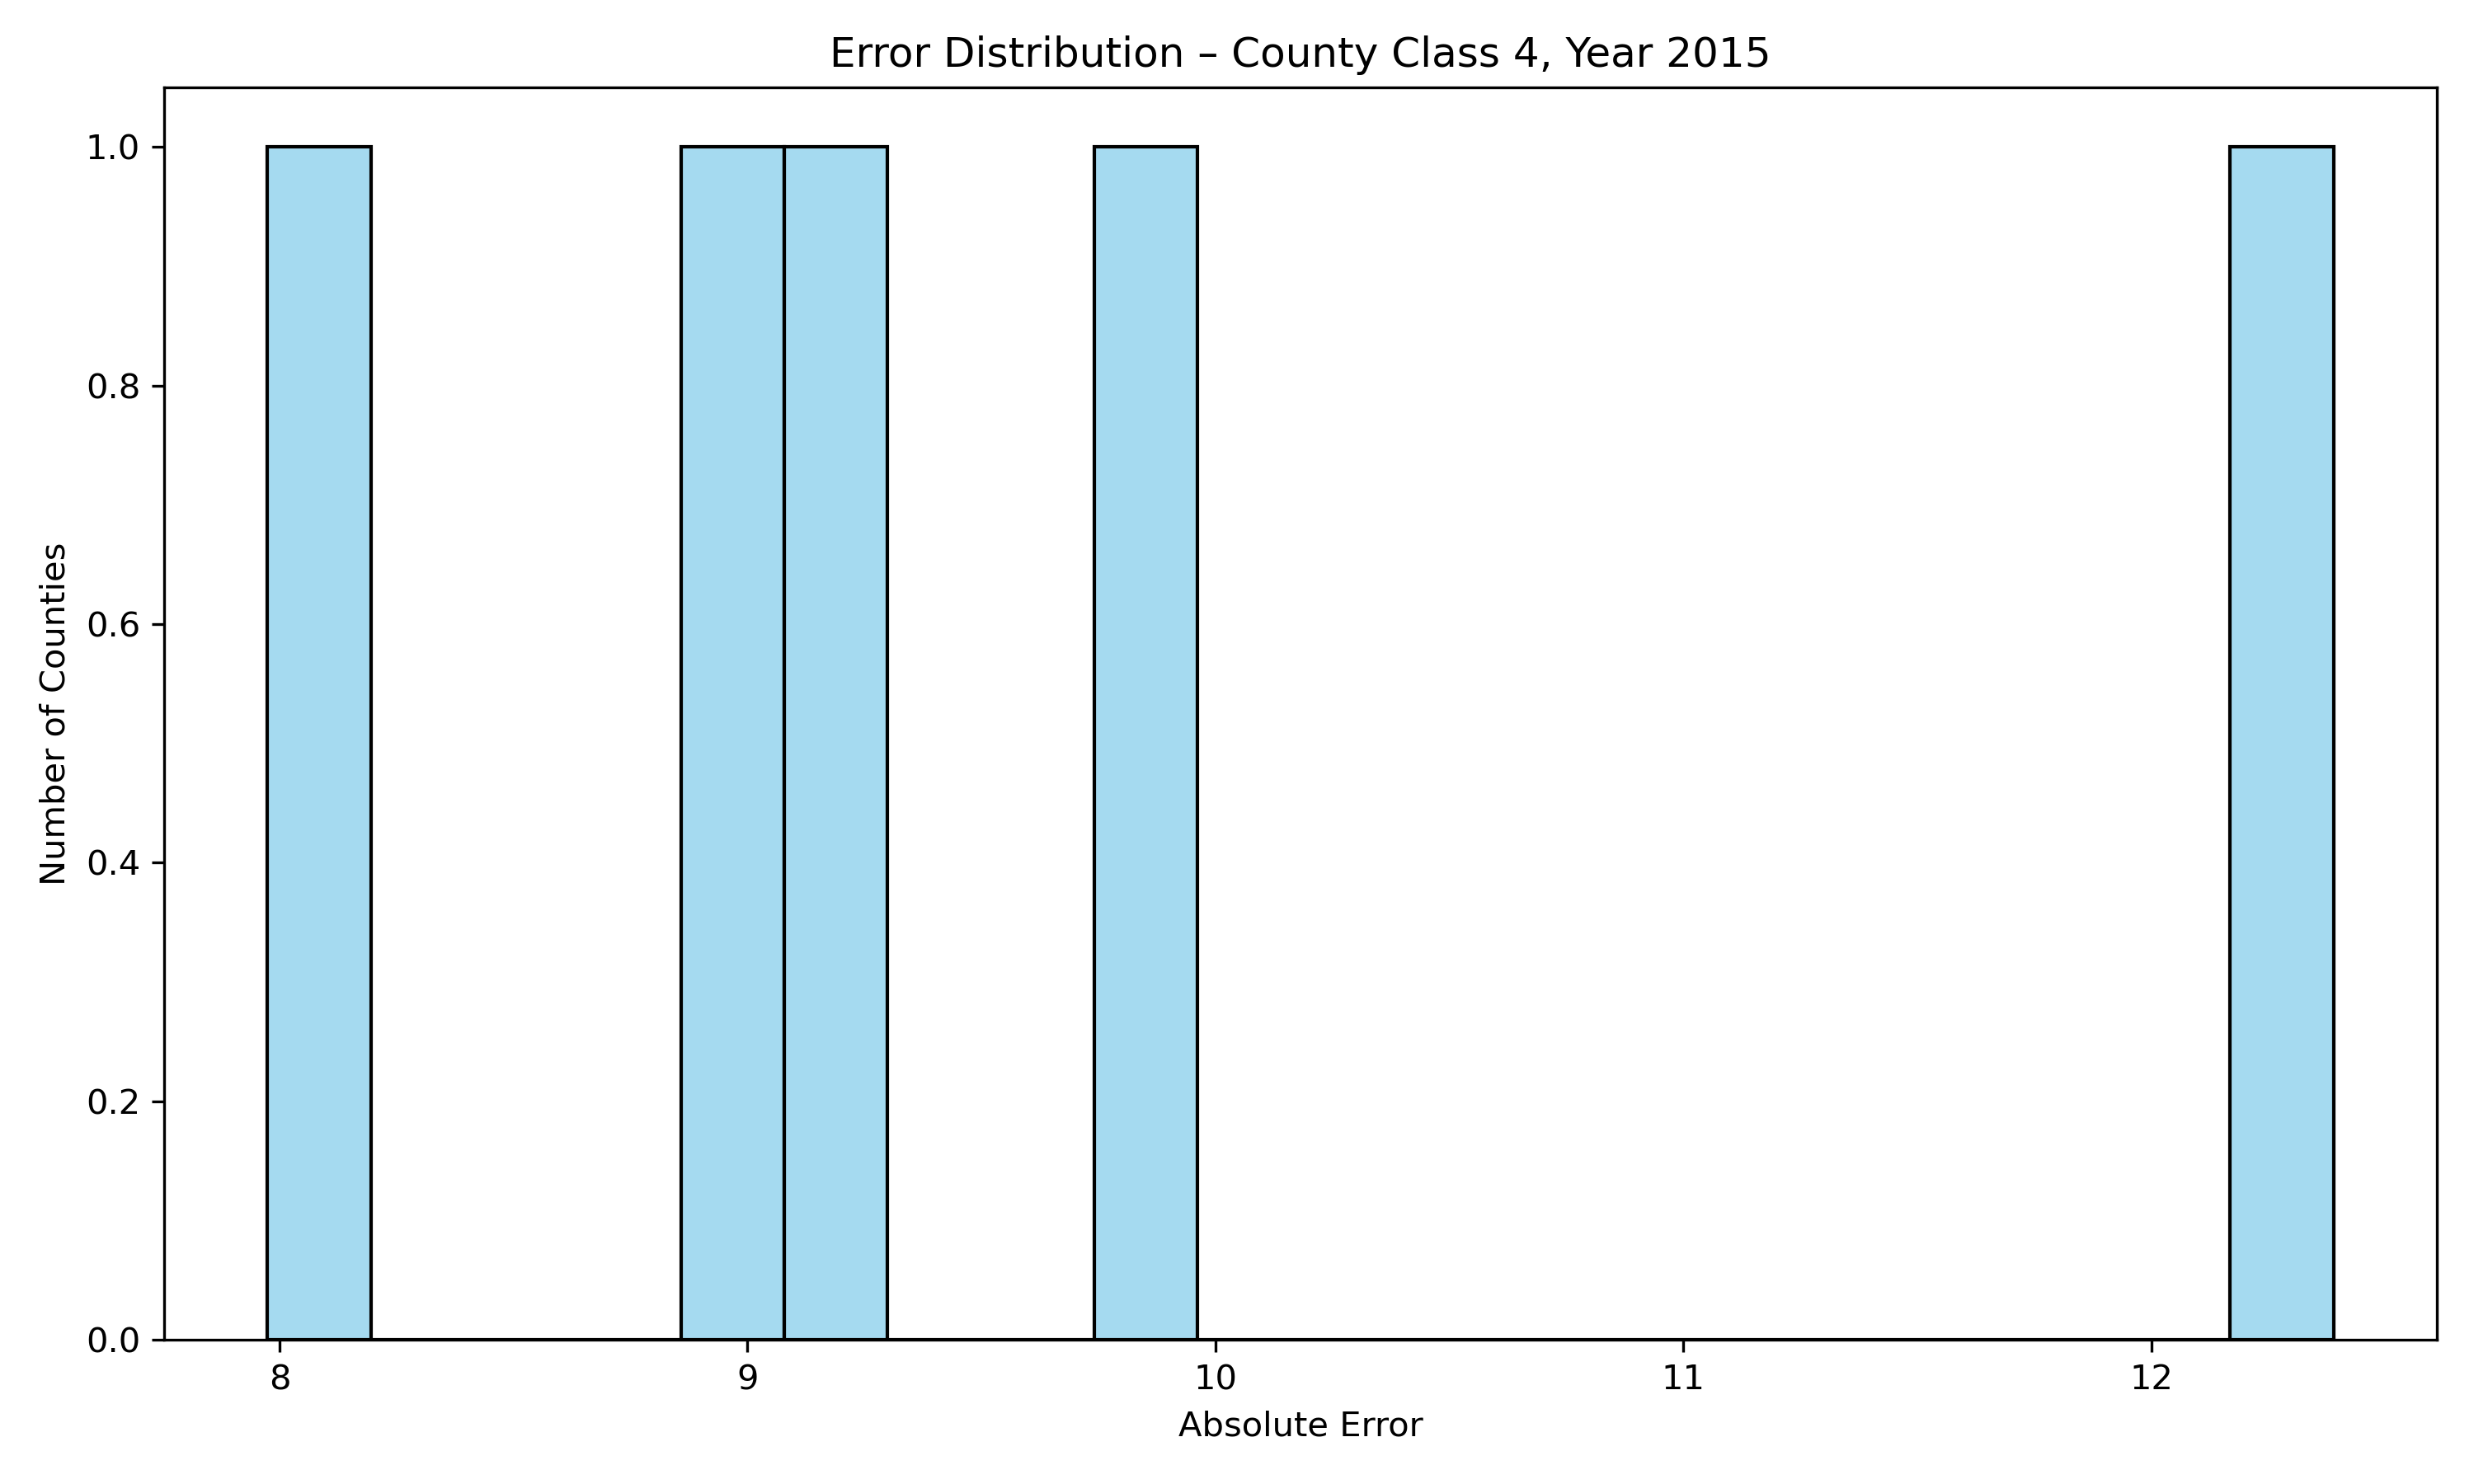 Error Distribution – County Class 4, Year 2015
1.0
0.8
0.6
0.4
0.2
0.0
Number of Counties
8 9 10 11 12
Absolute Error